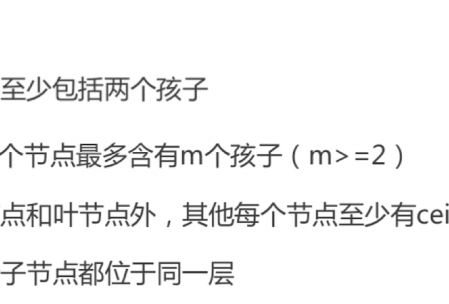 至少包括两个孩子
个节点最多含有m个孩子（m>=2）
点和叶节点外，其他每个节点至少有cei
子节点都位于同一层